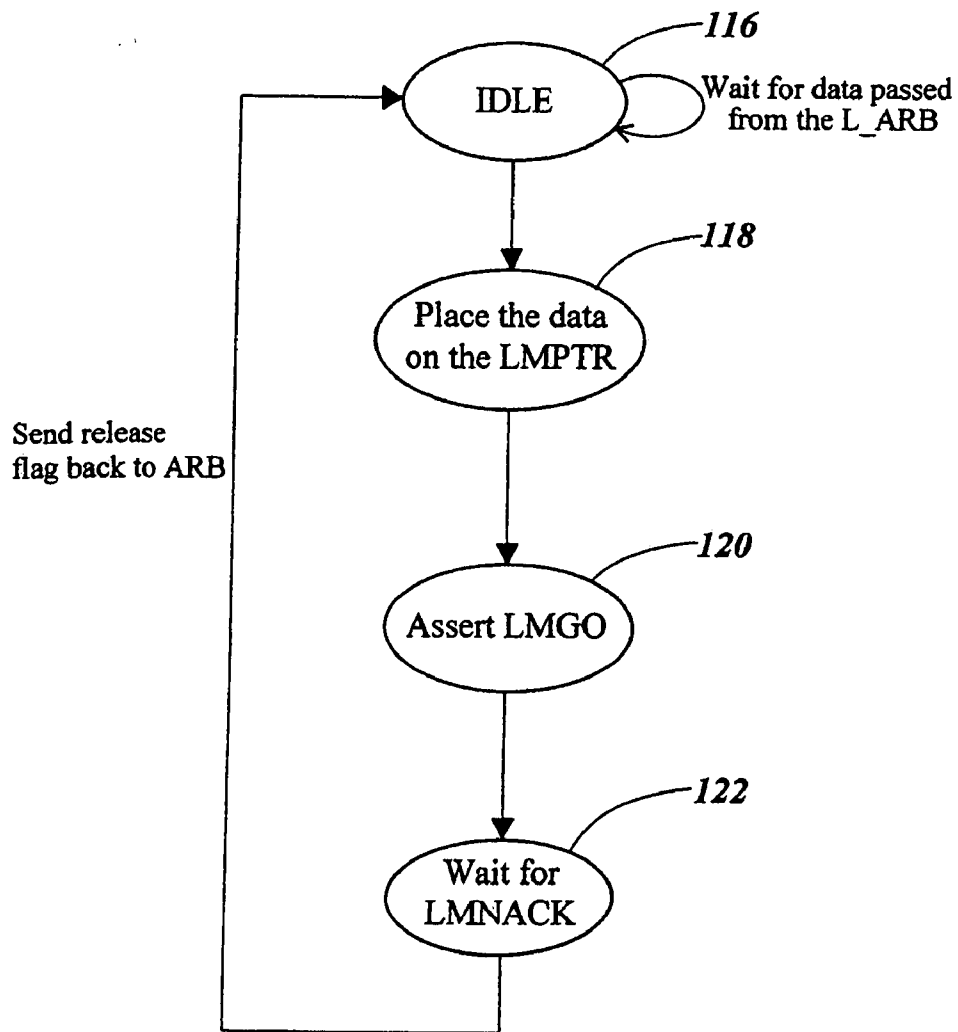 116
IDLE
Wait for data passed
from the L_ARB
118
Place the data
on the LMPTR
Send release
flag back to ARB
120
Assert LMGO
122
Wait for
LMNACK